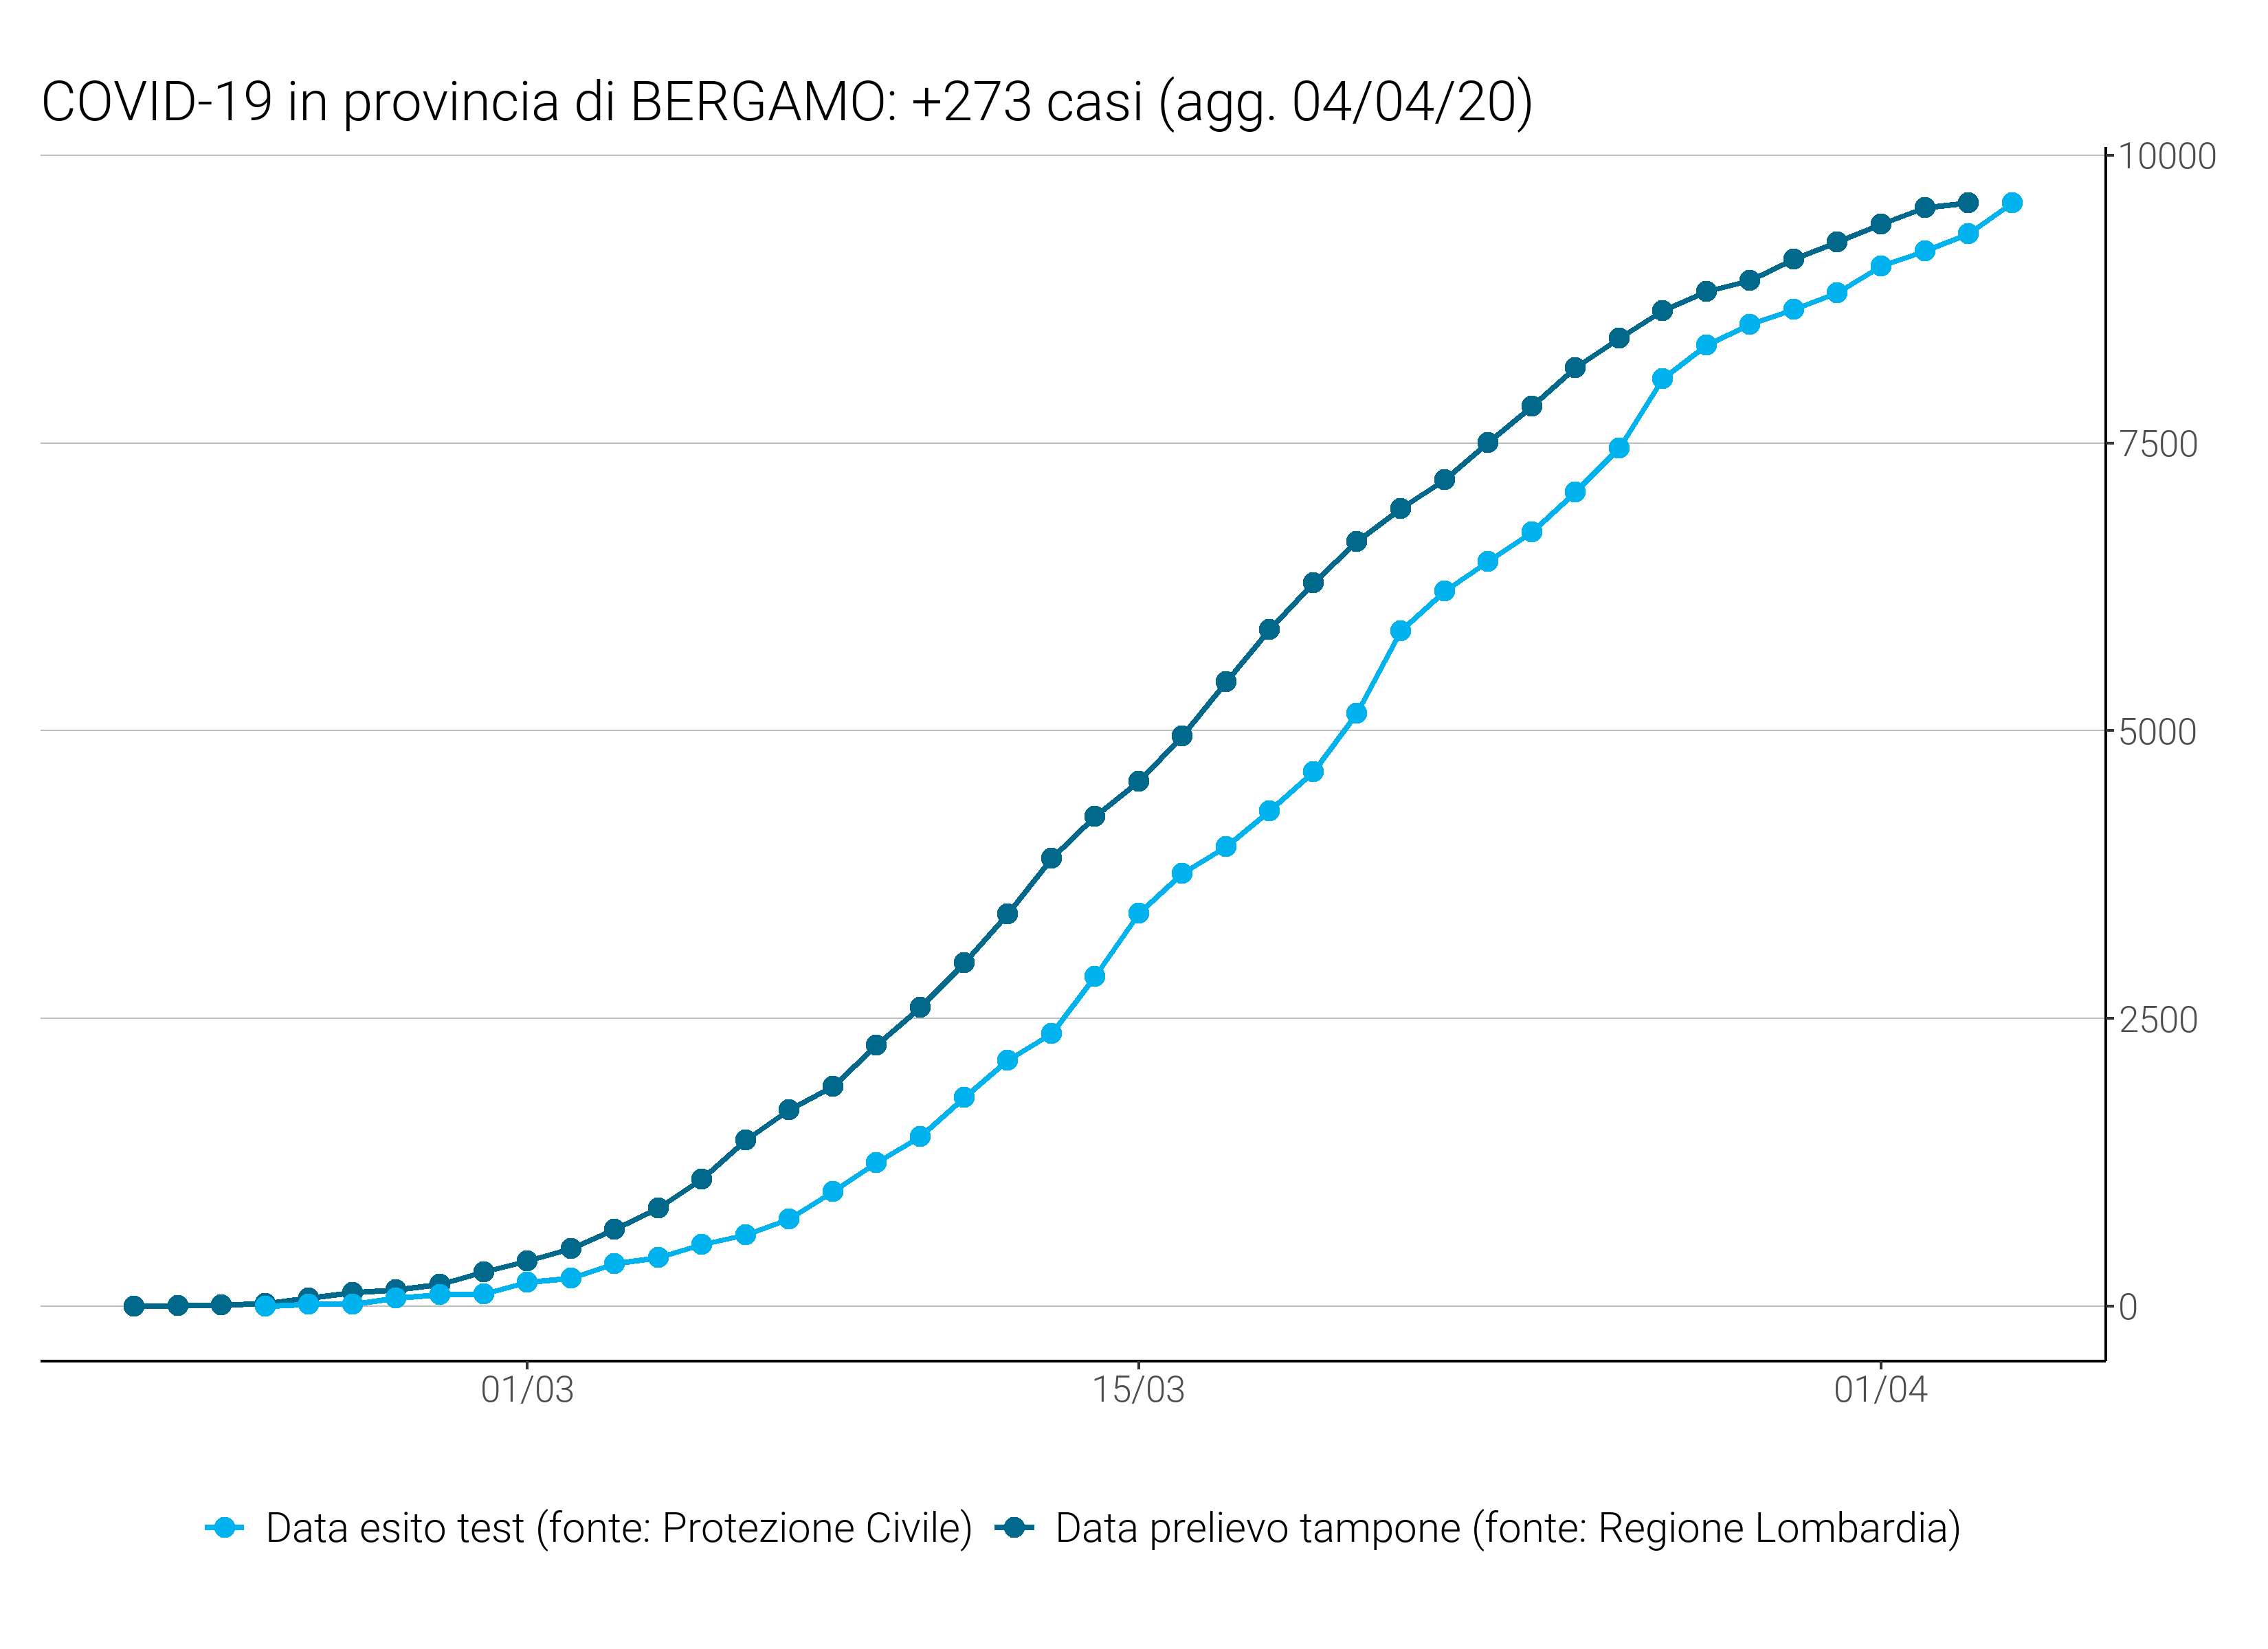 COVID-19 in provincia di BERGAMO: +273 casi (agg. 04/04/20)
10000
7500
5000
2500
0
01/03 15/03 01/04
Data esito test (fonte: Protezione Civile) Data prelievo tampone (fonte: Regione Lombardia)